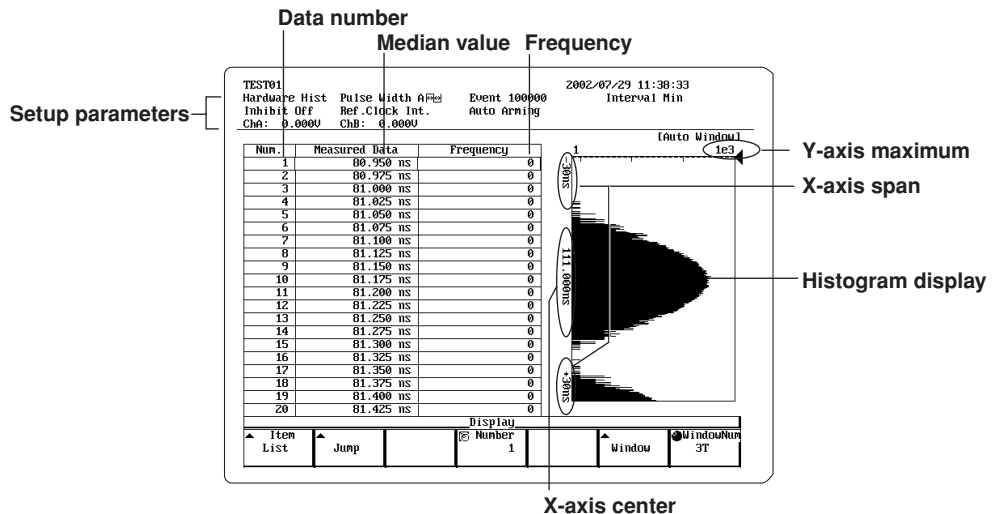 Data number
Median value Frequency
Setup parameters
TEST01 2002/07/29 11:38:33
Hardware Hist Pulse Width A Event 100000 Interval Min
Inhibit Off Ref.Clock Int. Auto Arming
ChA: 0.000V ChB: 0.000V
[Auto Window]
Num. Measured Data Frequency 1 1e3
1 80.950 ns 0
2 80.975 ns 0
3 81.000 ns 0
4 81.025 ns 0
5 81.050 ns 0
6 81.075 ns 0
7 81.100 ns 0
8 81.125 ns 0
9 81.150 ns 0
10 81.175 ns 0
11 81.200 ns 0
12 81.225 ns 0
13 81.250 ns 0
14 81.275 ns 0
15 81.300 ns 0
16 81.325 ns 0
17 81.350 ns 0
18 81.375 ns 0
19 81.400 ns 0
20 81.425 ns 0
-30ns
111.000ns
+30ns
Y-axis maximum
X-axis span
Histogram display
Display
Item List
Jump
Number 1
Window
WindowNum 3T
X-axis center